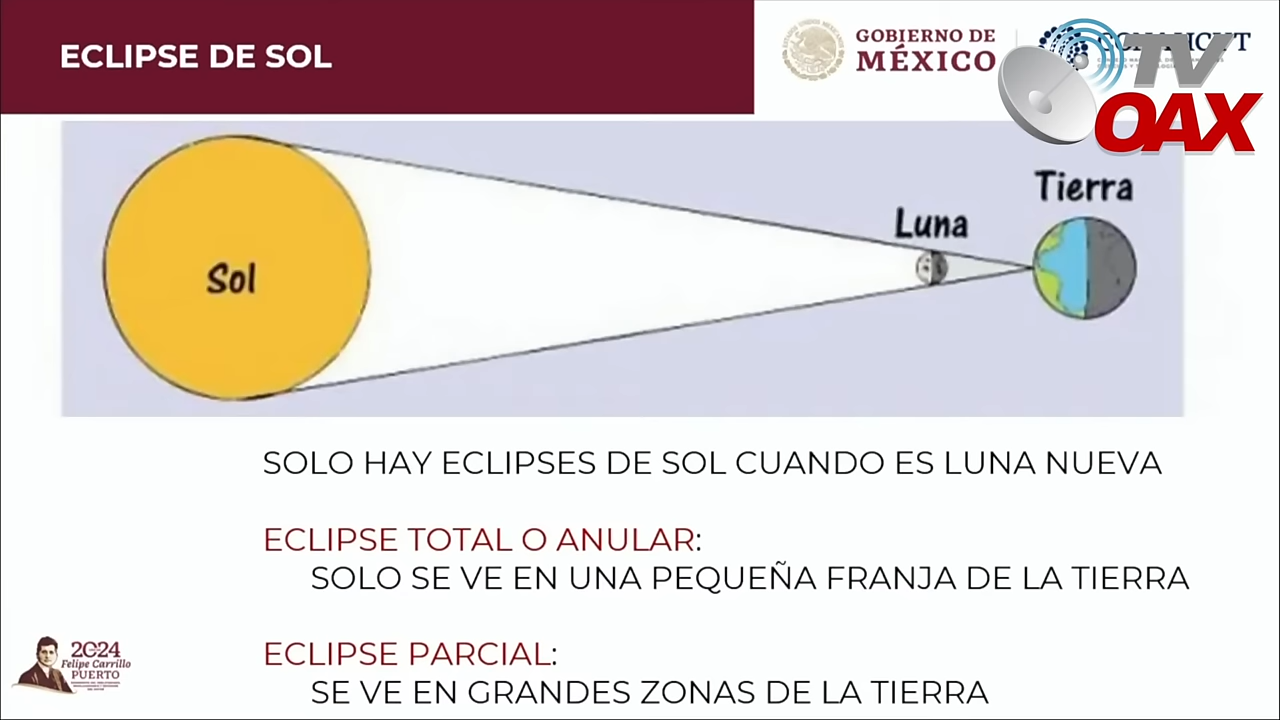 ECLIPSE DE SOL
GOBIERNO DE
MÉXICO
TV
OAX
Tierra
Luna
Sol
SOLO HAY ECLIPSES DE SOL CUANDO ES LUNA NUEVA
ECLIPSE TOTAL O ANULAR:
SOLO SE VE EN UNA PEQUEÑA FRANJA DE LA TIERRA
ECLIPSE PARCIAL:
SE VE EN GRANDES ZONAS DE LA TIERRA
2024
Felipe Carrillo
PUERTO